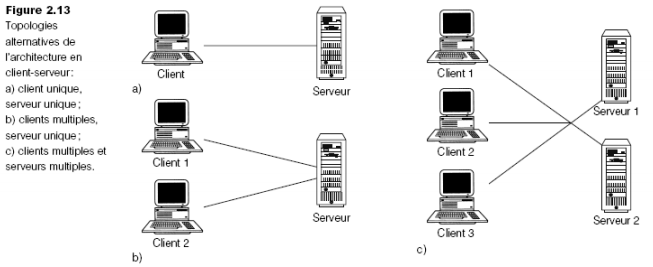 Figure 2.13
Topologies
alternatives de
l'architecture en
client-serveur:
a) client unique,
serveur unique;
b) clients multiples,
serveur unique;
c) clients multiples et
serveurs multiples.
Client
Serveur
a)
Client 1
Client 2
Serveur
b)
Client 1
Client 2
Client 3
Serveur 1
Serveur 2
c)